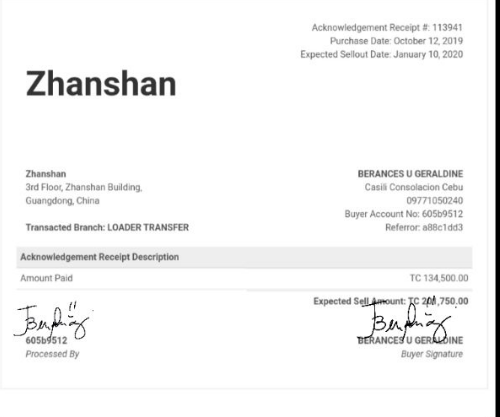 Acknowledgement Receipt #: 113941
Purchase Date: October 12, 2019
Expected Sellout Date: January 10, 2020
Zhanshan
Zhanshan
3rd Floor, Zhanshan Building,
Guangdong, China
Transacted Branch: LOADER TRANSFER
BERANCES U GERALDINE
Casili Consolacion Cebu
09771050240
Buyer Account No: 605b9512
Referror: a88c1dd3
Acknowledgement Receipt Description
Amount Paid TC 134,500.00
Expected Sell Amount: TC 201,750.00
605b9512
Processed By
BERANCES U GERALDINE
Buyer Signature